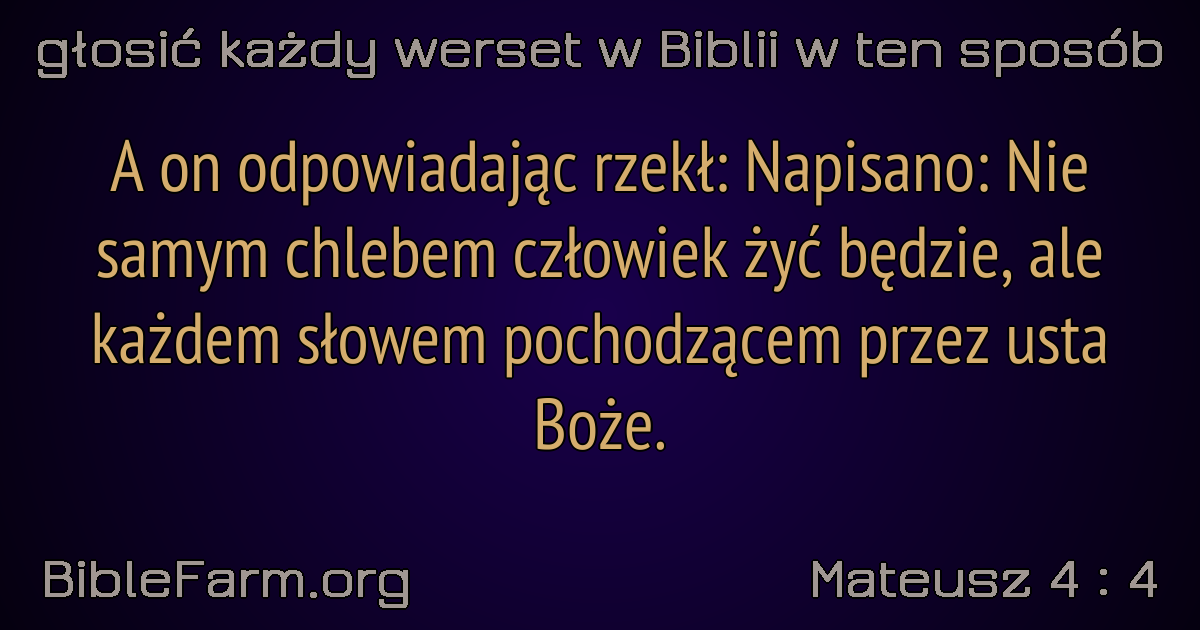 głosić każdy werset w Biblii w ten sposób
A on odpowiadając rzekł: Napisano: Nie
samym chlebem człowiek żyć będzie, ale
każdem słowem pochodzącem przez usta
Boże.
BibleFarm.org
Mateusz 4 : 4